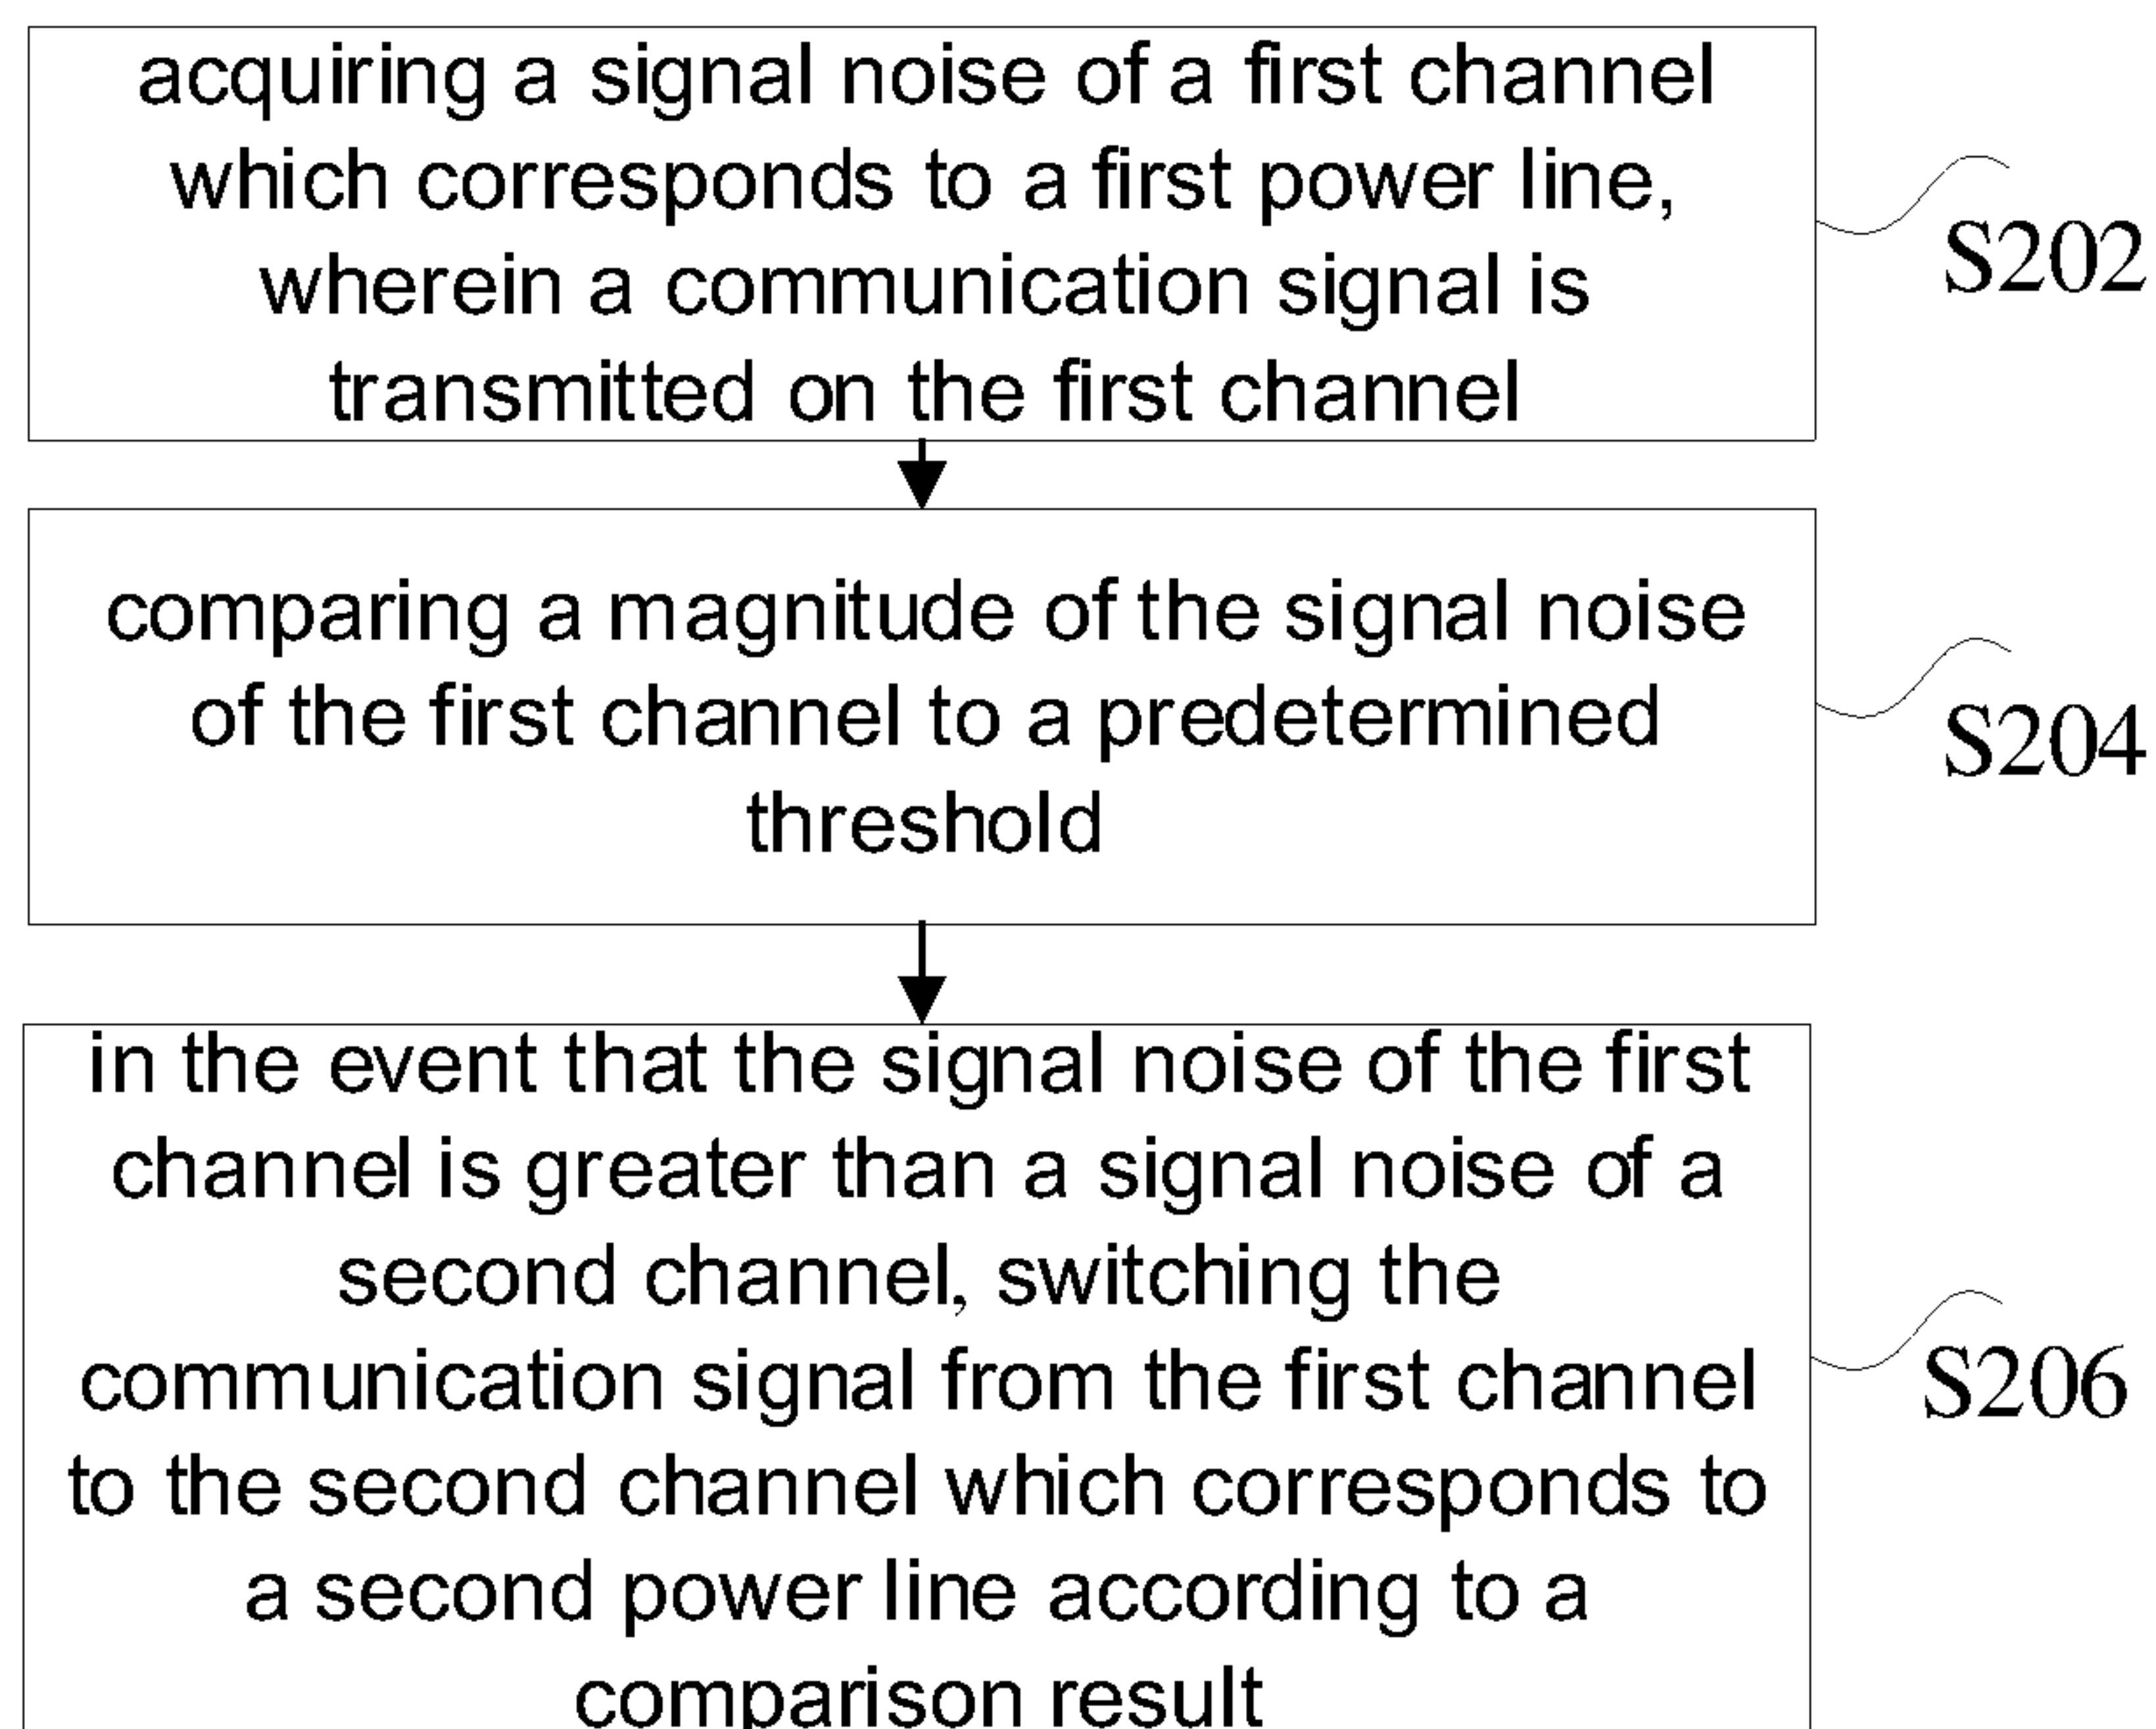 acquiring a signal noise of a first channel
which corresponds to a first power line,
wherein a communication signal is
transmitted on the first channel
S202
comparing a magnitude of the signal noise
of the first channel to a predetermined
threshold
S204
in the event that the signal noise of the first
channel is greater than a signal noise of a
second channel, switching the
communication signal from the first channel
to the second channel which corresponds to
a second power line according to a
comparison result
S206